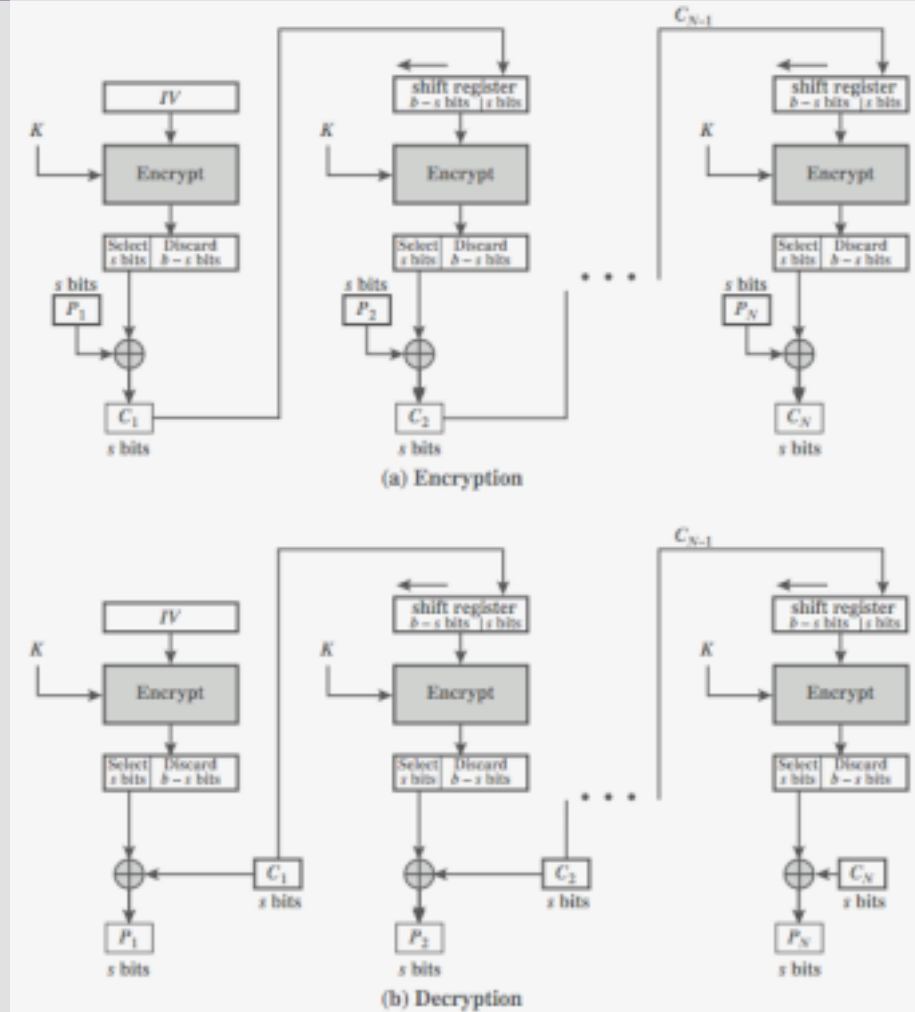 C_{N-1}
IV
shift register
b – s bits | s bits
shift register
b – s bits | s bits
K
K
K
Encrypt
Encrypt
Encrypt
Select Discard
s bits b – s bits
Select Discard
s bits b – s bits
Select Discard
s bits b – s bits
s bits
s bits
s bits
P_1
P_2
P_N
• • •
C_1
C_2
C_N
s bits
s bits
s bits
(a) Encryption
C_{N-1}
IV
shift register
b – s bits | s bits
shift register
b – s bits | s bits
K
K
K
Encrypt
Encrypt
Encrypt
Select Discard
s bits b – s bits
Select Discard
s bits b – s bits
Select Discard
s bits b – s bits
• • •
C_1
C_2
C_N
s bits
s bits
s bits
P_1
P_2
P_N
s bits
s bits
s bits
(b) Decryption